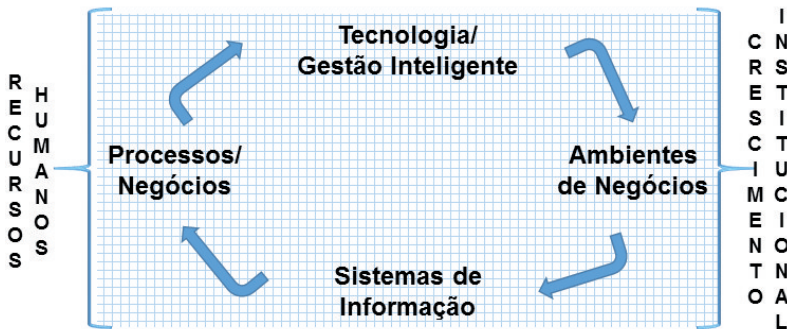 RECURSOS
HUMANOS
Tecnologia/
Gestão Inteligente
Processos/
Negócios
Ambientes
de Negócios
Sistemas de
Informação
CRESCIMENTO
INSTITUCIONAL